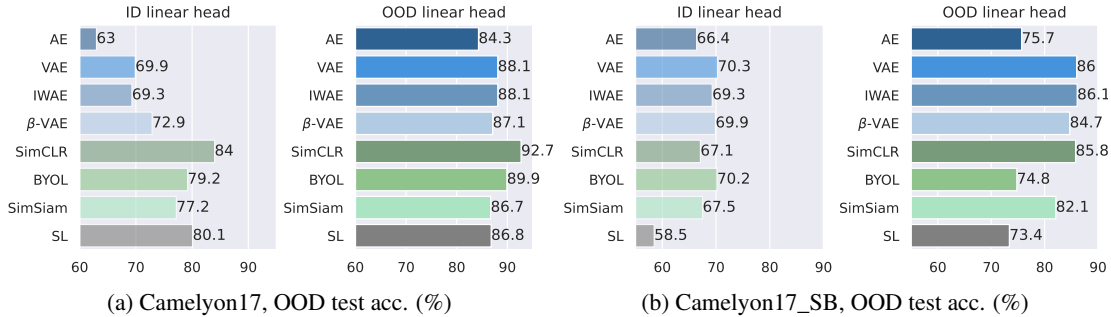 ID linear head
AE 63
VAE 69.9
IWAE 69.3
β-VAE 72.9
SimCLR 84
BYOL 79.2
SimSiam 77.2
SL 80.1
60 70 80 90
OOD linear head
AE 84.3
VAE 88.1
IWAE 88.1
β-VAE 87.1
SimCLR 92.7
BYOL 89.9
SimSiam 86.7
SL 86.8
60 70 80 90
(a) Camelyon17, OOD test acc. (%)
ID linear head
AE 66.4
VAE 70.3
IWAE 69.3
β-VAE 69.9
SimCLR 67.1
BYOL 70.2
SimSiam 67.5
SL 58.5
60 70 80 90
OOD linear head
AE 75.7
VAE 86
IWAE 86.1
β-VAE 84.7
SimCLR 85.8
BYOL 74.8
SimSiam 82.1
SL 73.4
60 70 80 90
(b) Camelyon17_SB, OOD test acc. (%)